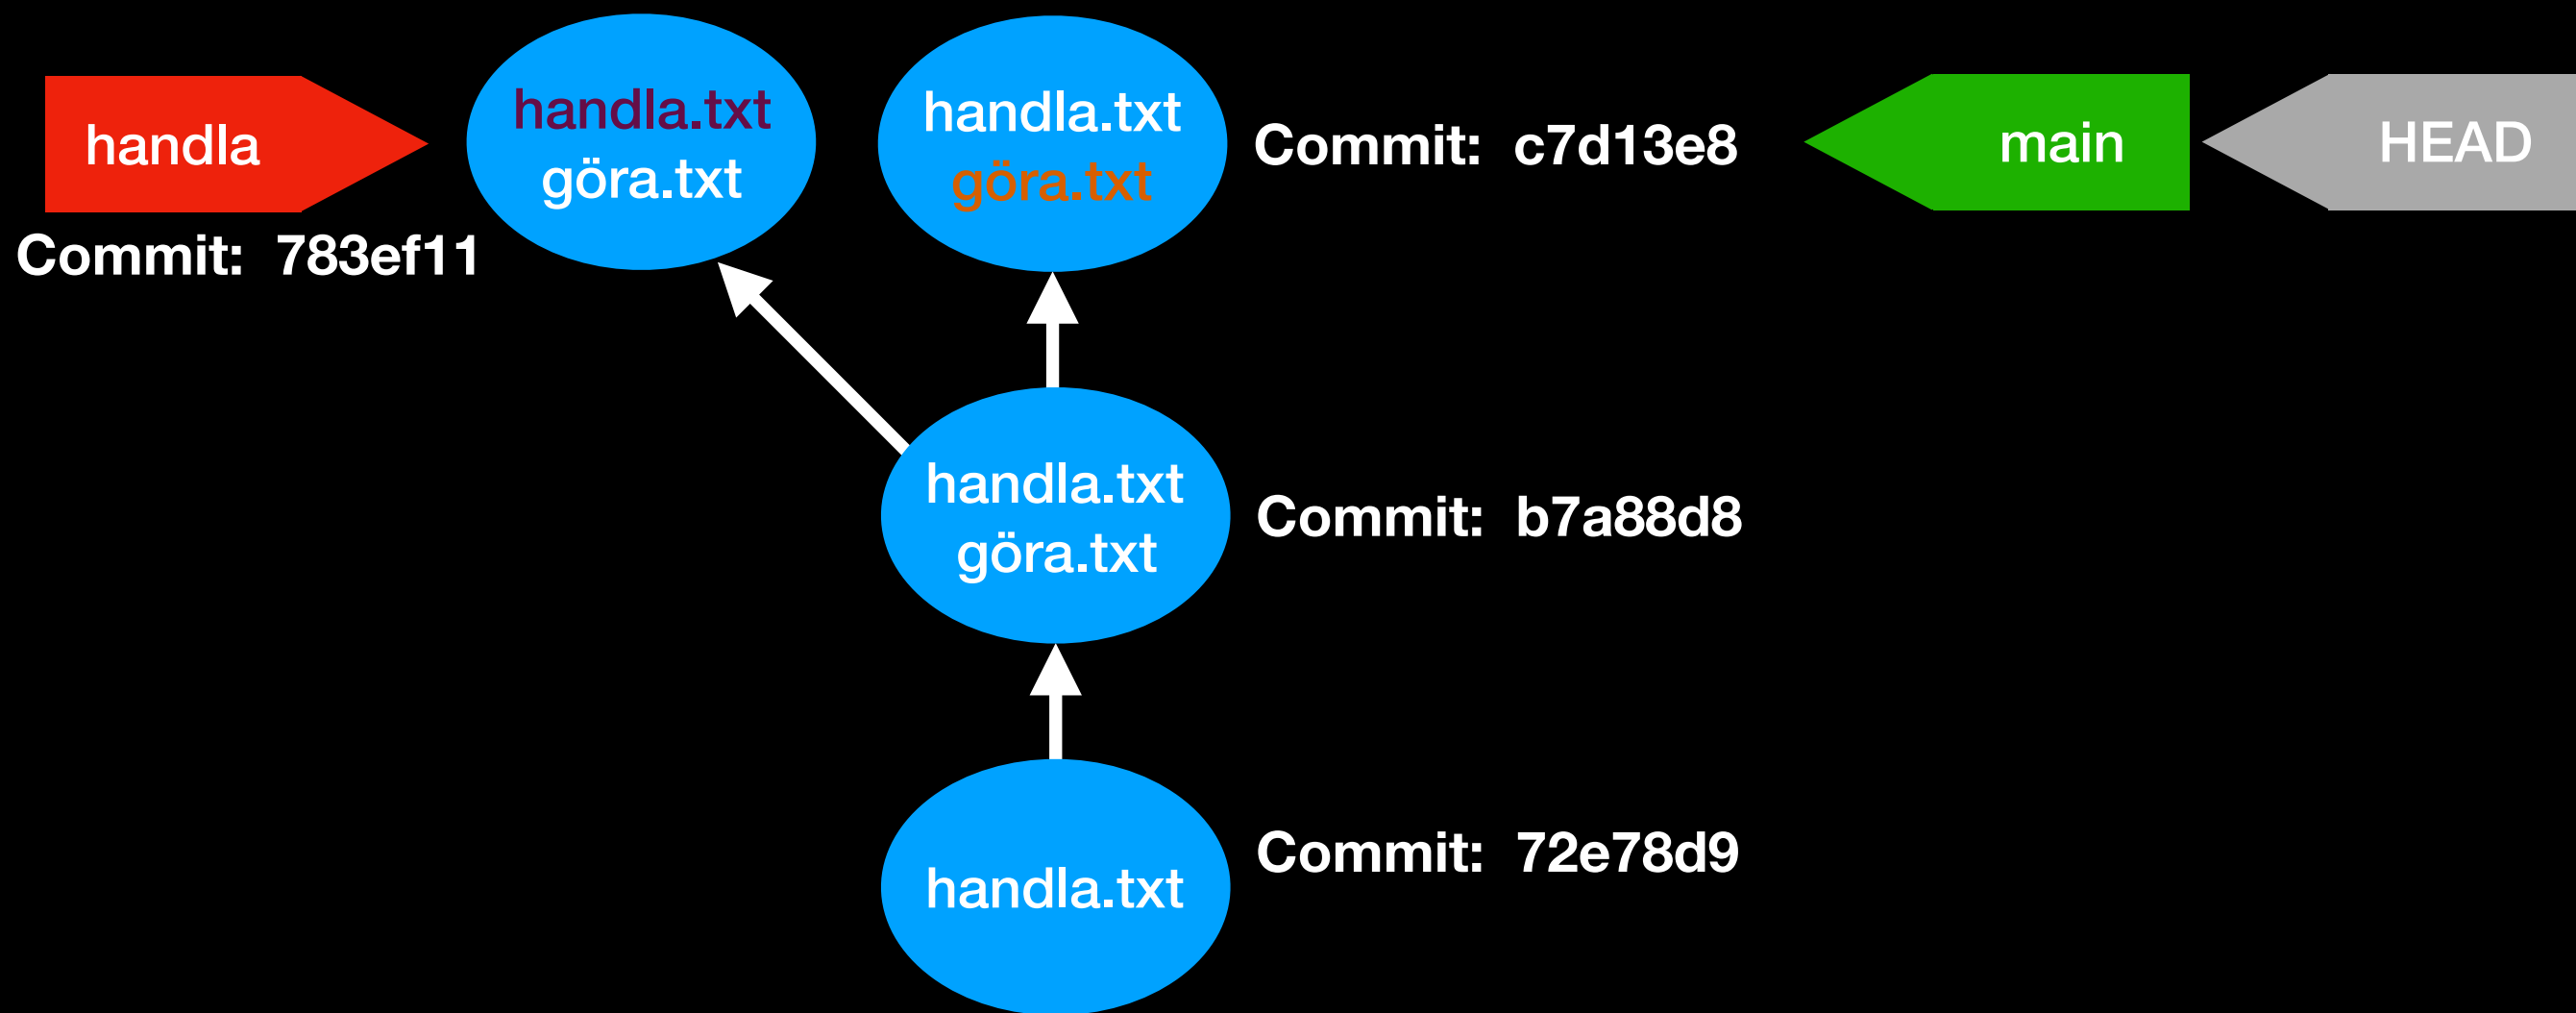 handla
Commit: 783ef11
handla.txt
göra.txt
handla.txt
göra.txt
Commit: c7d13e8
main
HEAD
handla.txt
göra.txt
Commit: b7a88d8
handla.txt
Commit: 72e78d9